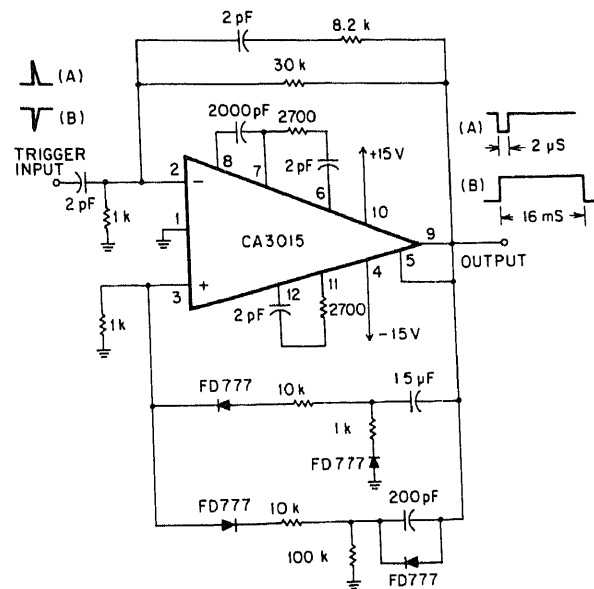 2 pF
8.2 k
30 k
(A)
(B)
TRIGGER
INPUT
2 pF
1 k
2000 pF
2700
2 pF
8
7
6
+15 V
10
2
−
1
CA3015
9
OUTPUT
5
4
−15 V
3
+
12
11
2 pF
2700
1 k
(A)
2 µS
(B)
16 mS
FD777
10 k
15 µF
1 k
FD777
FD777
10 k
200 pF
100 k
FD777